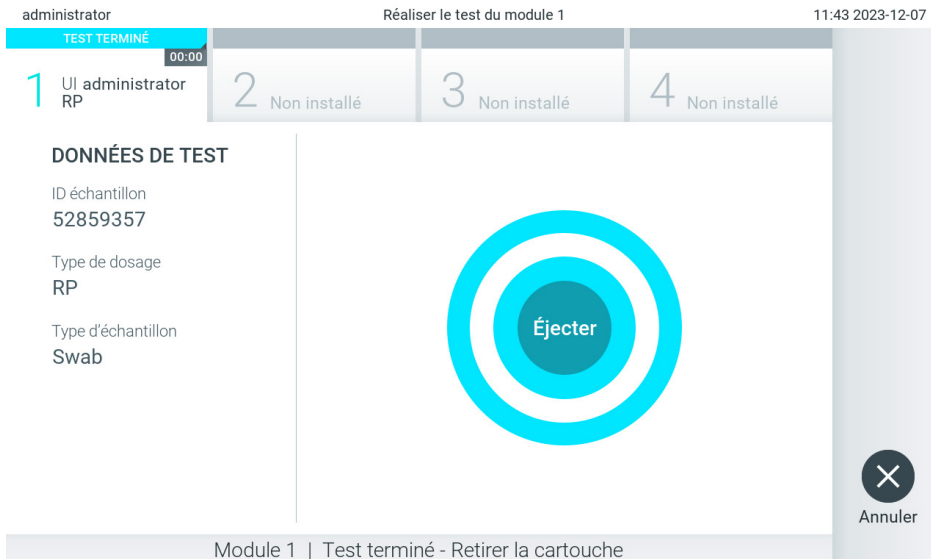 administrator
Réaliser le test du module 1
11:43 2023-12-07
TEST TERMINÉ
00:00
1 UI administrator
RP
2 Non installé
3 Non installé
4 Non installé
DONNÉES DE TEST
ID échantillon
52859357
Type de dosage
RP
Type d’échantillon
Swab
Éjecter
Annuler
Module 1 | Test terminé - Retirer la cartouche